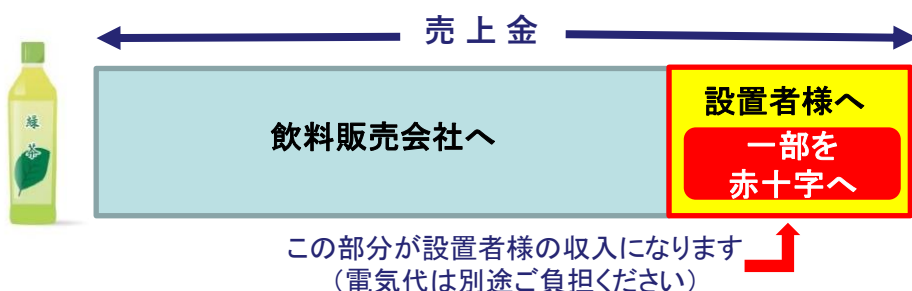 売上金
緑茶
飲料販売会社へ
設置者様へ
一部を
赤十字へ
この部分が設置者様の収入になります
(電気代は別途ご負担ください)